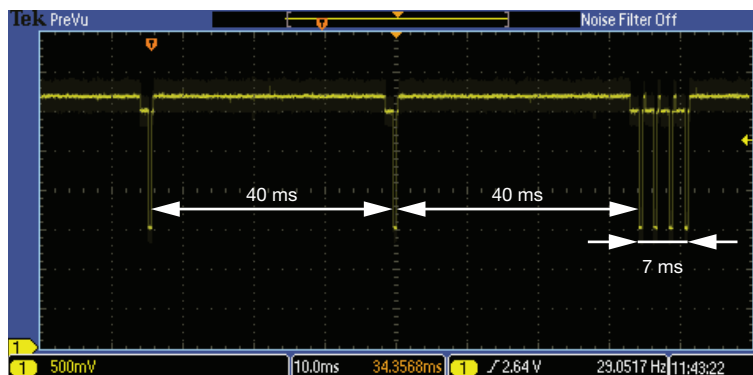 Tek PreVu Noise Filter Off
T
T
40 ms 40 ms
7 ms
1
1 500mV 10.0ms 34.3568ms 1 2.64 V 29.0517 Hz 11:43:22